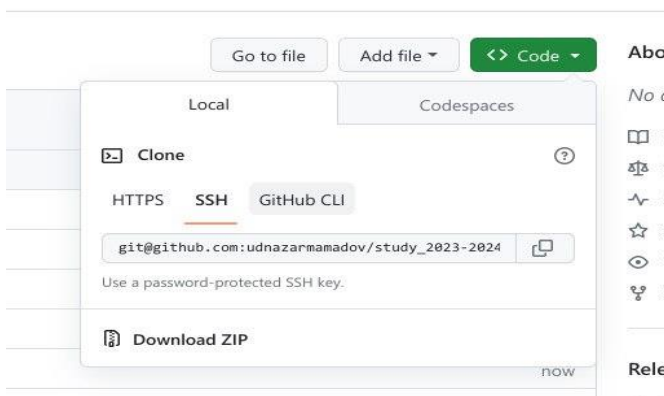 Go to file
Add file
<> Code
Local
Codespaces
Clone
HTTPS
SSH
GitHub CLI
git@github.com:udnazarmamadov/study_2023-2024
Use a password-protected SSH key.
Download ZIP
now
Abo
No
Rele